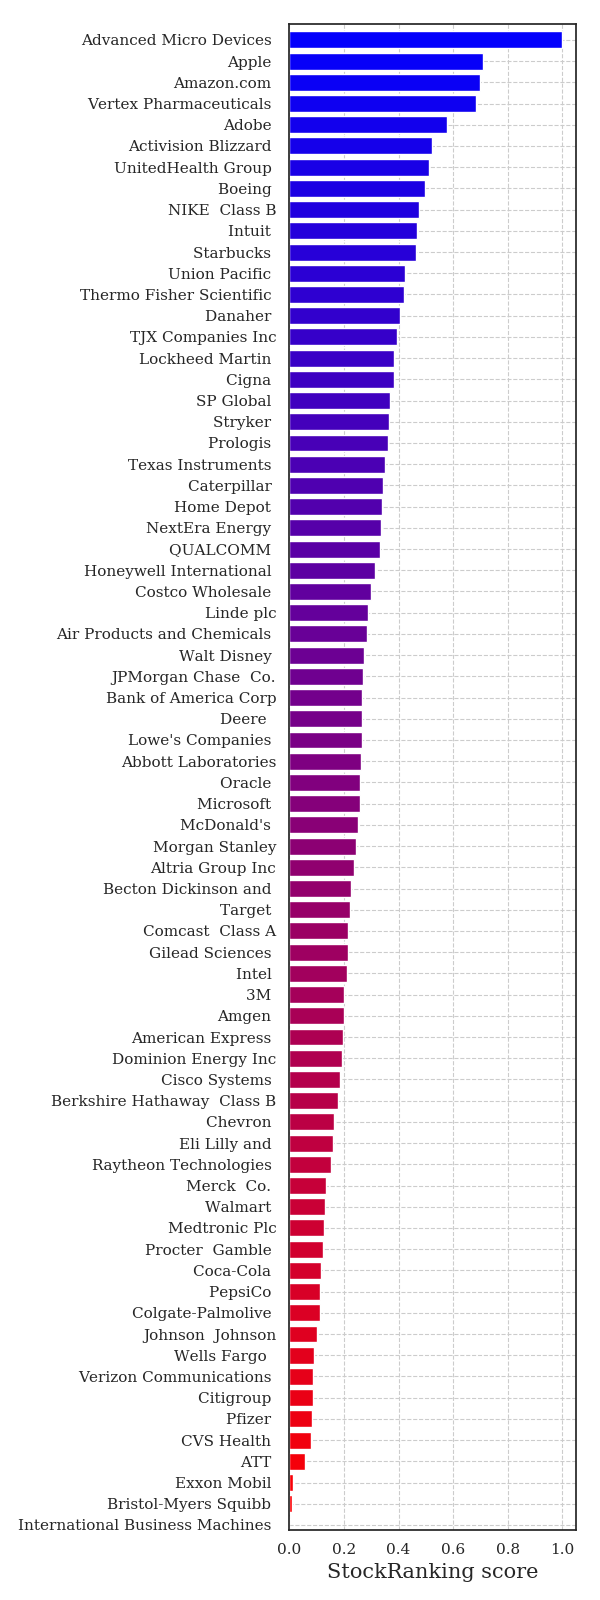 Advanced Micro Devices
Apple
Amazon.com
Vertex Pharmaceuticals
Adobe
Activision Blizzard
UnitedHealth Group
Boeing
NIKE  Class B
Intuit
Starbucks
Union Pacific
Thermo Fisher Scientific
Danaher
TJX Companies Inc
Lockheed Martin
Cigna
SP Global
Stryker
Prologis
Texas Instruments
Caterpillar
Home Depot
NextEra Energy
QUALCOMM
Honeywell International
Costco Wholesale
Linde plc
Air Products and Chemicals
Walt Disney
JPMorgan Chase  Co.
Bank of America Corp
Deere
Lowe's Companies
Abbott Laboratories
Oracle
Microsoft
McDonald's
Morgan Stanley
Altria Group Inc
Becton Dickinson and
Target
Comcast  Class A
Gilead Sciences
Intel
3M
Amgen
American Express
Dominion Energy Inc
Cisco Systems
Berkshire Hathaway  Class B
Chevron
Eli Lilly and
Raytheon Technologies
Merck  Co.
Walmart
Medtronic Plc
Procter  Gamble
Coca-Cola
PepsiCo
Colgate-Palmolive
Johnson  Johnson
Wells Fargo
Verizon Communications
Citigroup
Pfizer
CVS Health
ATT
Exxon Mobil
Bristol-Myers Squibb
International Business Machines
0.0 0.2 0.4 0.6 0.8 1.0
StockRanking score